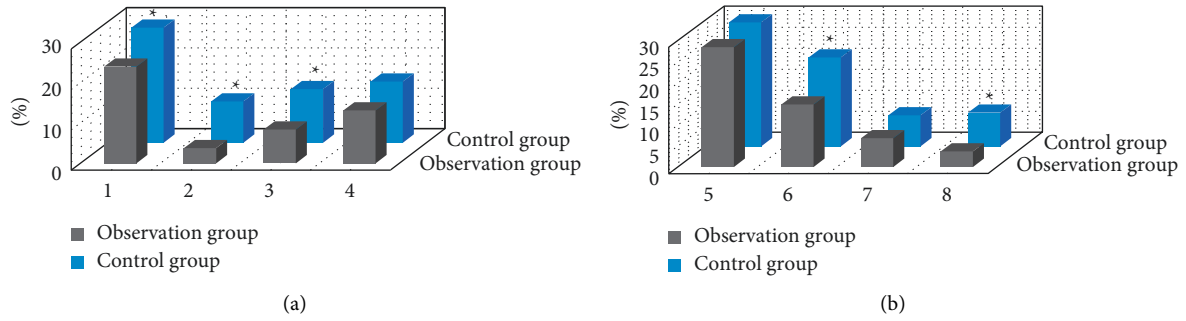 30
20
10
0
(%)
*
*
*
1 2 3 4
Control group
Observation group
Observation group
Control group
(a)
30
25
20
15
10
5
0
(%)
*
*
5 6 7 8
Control group
Observation group
Observation group
Control group
(b)